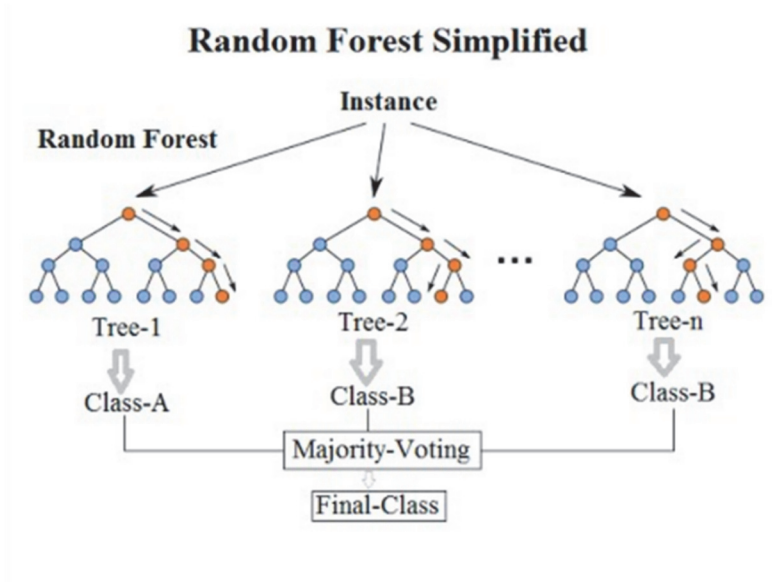 Random Forest Simplified
Instance
Random Forest
...
Tree-1
Tree-2
Tree-n
Class-A
Class-B
Class-B
Majority-Voting
Final-Class